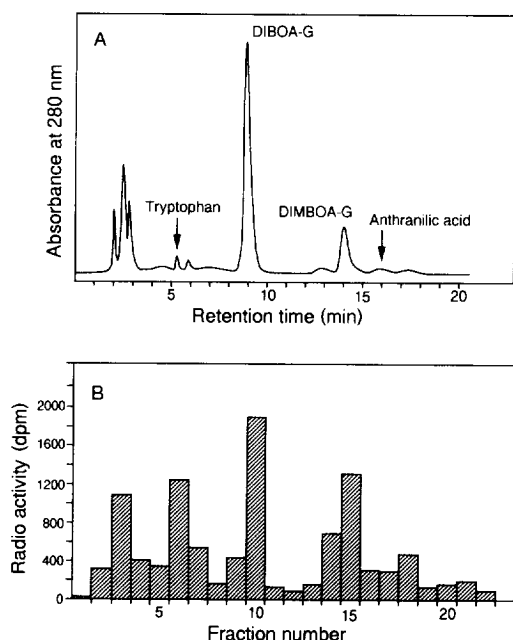 A
DIBOA-G
Absorbance at 280 nm
Tryptophan
DIMBOA-G
Anthranilic acid
5
10
15
20
Retention time (min)
B
Radio activity (dpm)
2000
1600
1200
800
400
0
5
10
15
20
Fraction number